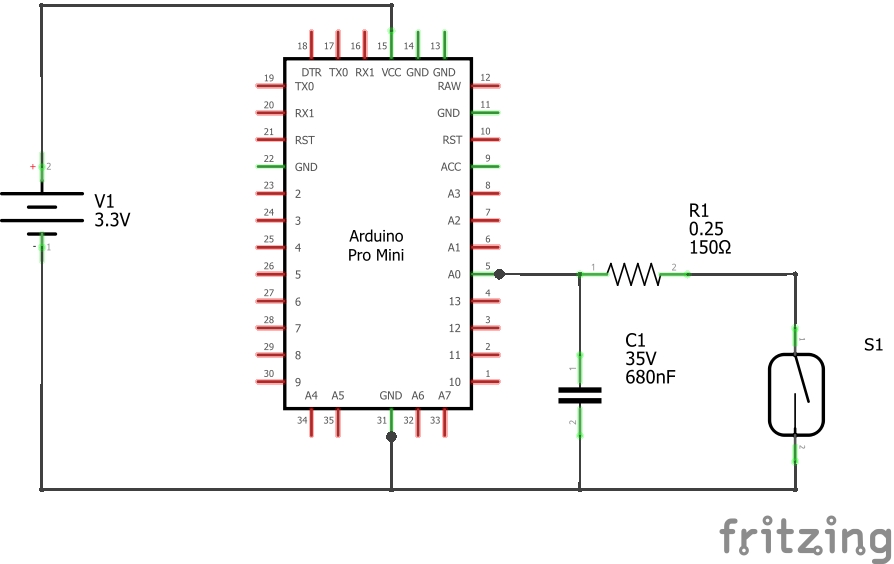 18 17 16 15 14 13
DTR TX0 RX1 VCC GND GND
19 TX0 RAW 12
20 RX1 GND 11
21 RST RST 10
22 GND ACC 9
23 2 A3 8
24 3 A2 7
25 4 A1 6
26 5 A0 5
27 6 13 4
28 7 12 3
29 8 11 2
30 9 10 1
A4 A5 GND A6 A7
34 35 31 32 33
Arduino
Pro Mini
+ 2
V1
3.3V
- 1
R1
0.25
150Ω
1 2
C1
35V
680nF
1
2
S1
1
2
fritzing